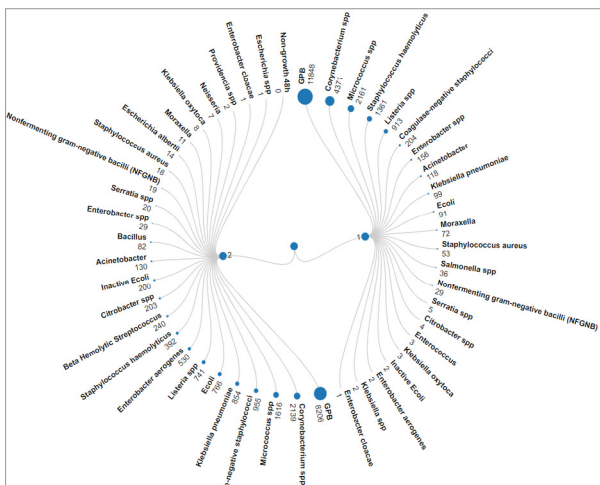 GPB
11848
Corynebacterium spp
4371
Micrococcus spp
2181
Staphylococcus haemolyticus
1361
Listeria spp
913
Coagulase-negative staphylococci
204
Enterobacter spp
156
Acinetobacter
118
Klebsiella pneumoniae
99
Ecoli
91
Moraxella
72
Staphylococcus aureus
53
Salmonella spp
36
Nonfermenting gram-negative bacilli (NFGNB)
29
Serratia spp
5
Citrobacter spp
4
Enterococcus
3
Klebsiella oxytoca
3
Inactive Ecoli
2
Enterobacter aerogenes
2
Klebsiella spp
2
Enterobacter cloacae
1
1
GPB
8206
Corynebacterium spp
2139
Micrococcus spp
1616
e-negative staphylococci
955
Klebsiella pneumoniae
854
Ecoli
766
Listeria spp
741
Enterobacter aerogenes
530
Staphylococcus haemolyticus
392
Beta Hemolytic Streptococcus
240
Citrobacter spp
203
Inactive Ecoli
200
Acinetobacter
130
Bacillus
82
Enterobacter spp
29
Serratia spp
20
Nonfermenting gram-negative bacilli (NFGNB)
19
Staphylococcus aureus
18
Escherichia albertii
14
Moraxella
11
Klebsiella oxytoca
8
Neisseria
7
Providencia spp
2
Enterobacter cloacae
1
Escherichia spp
1
Non-growth 48h
0
2